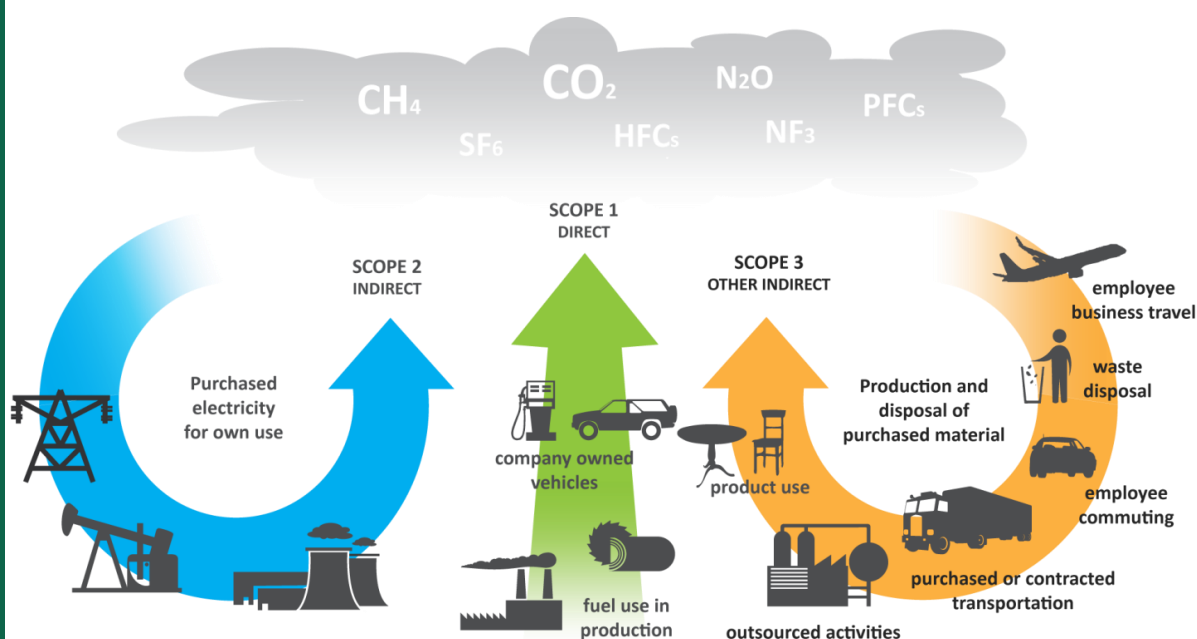 CH₄
CO₂
N₂O
PFCs
SF₆
HFCs
NF₃
SCOPE 1
DIRECT
SCOPE 2
INDIRECT
SCOPE 3
OTHER INDIRECT
employee
business travel
Purchased
electricity
for own use
company owned
vehicles
product use
Production and
disposal of
purchased material
waste
disposal
employee
commuting
purchased or contracted
transportation
fuel use in
production
outsourced activities